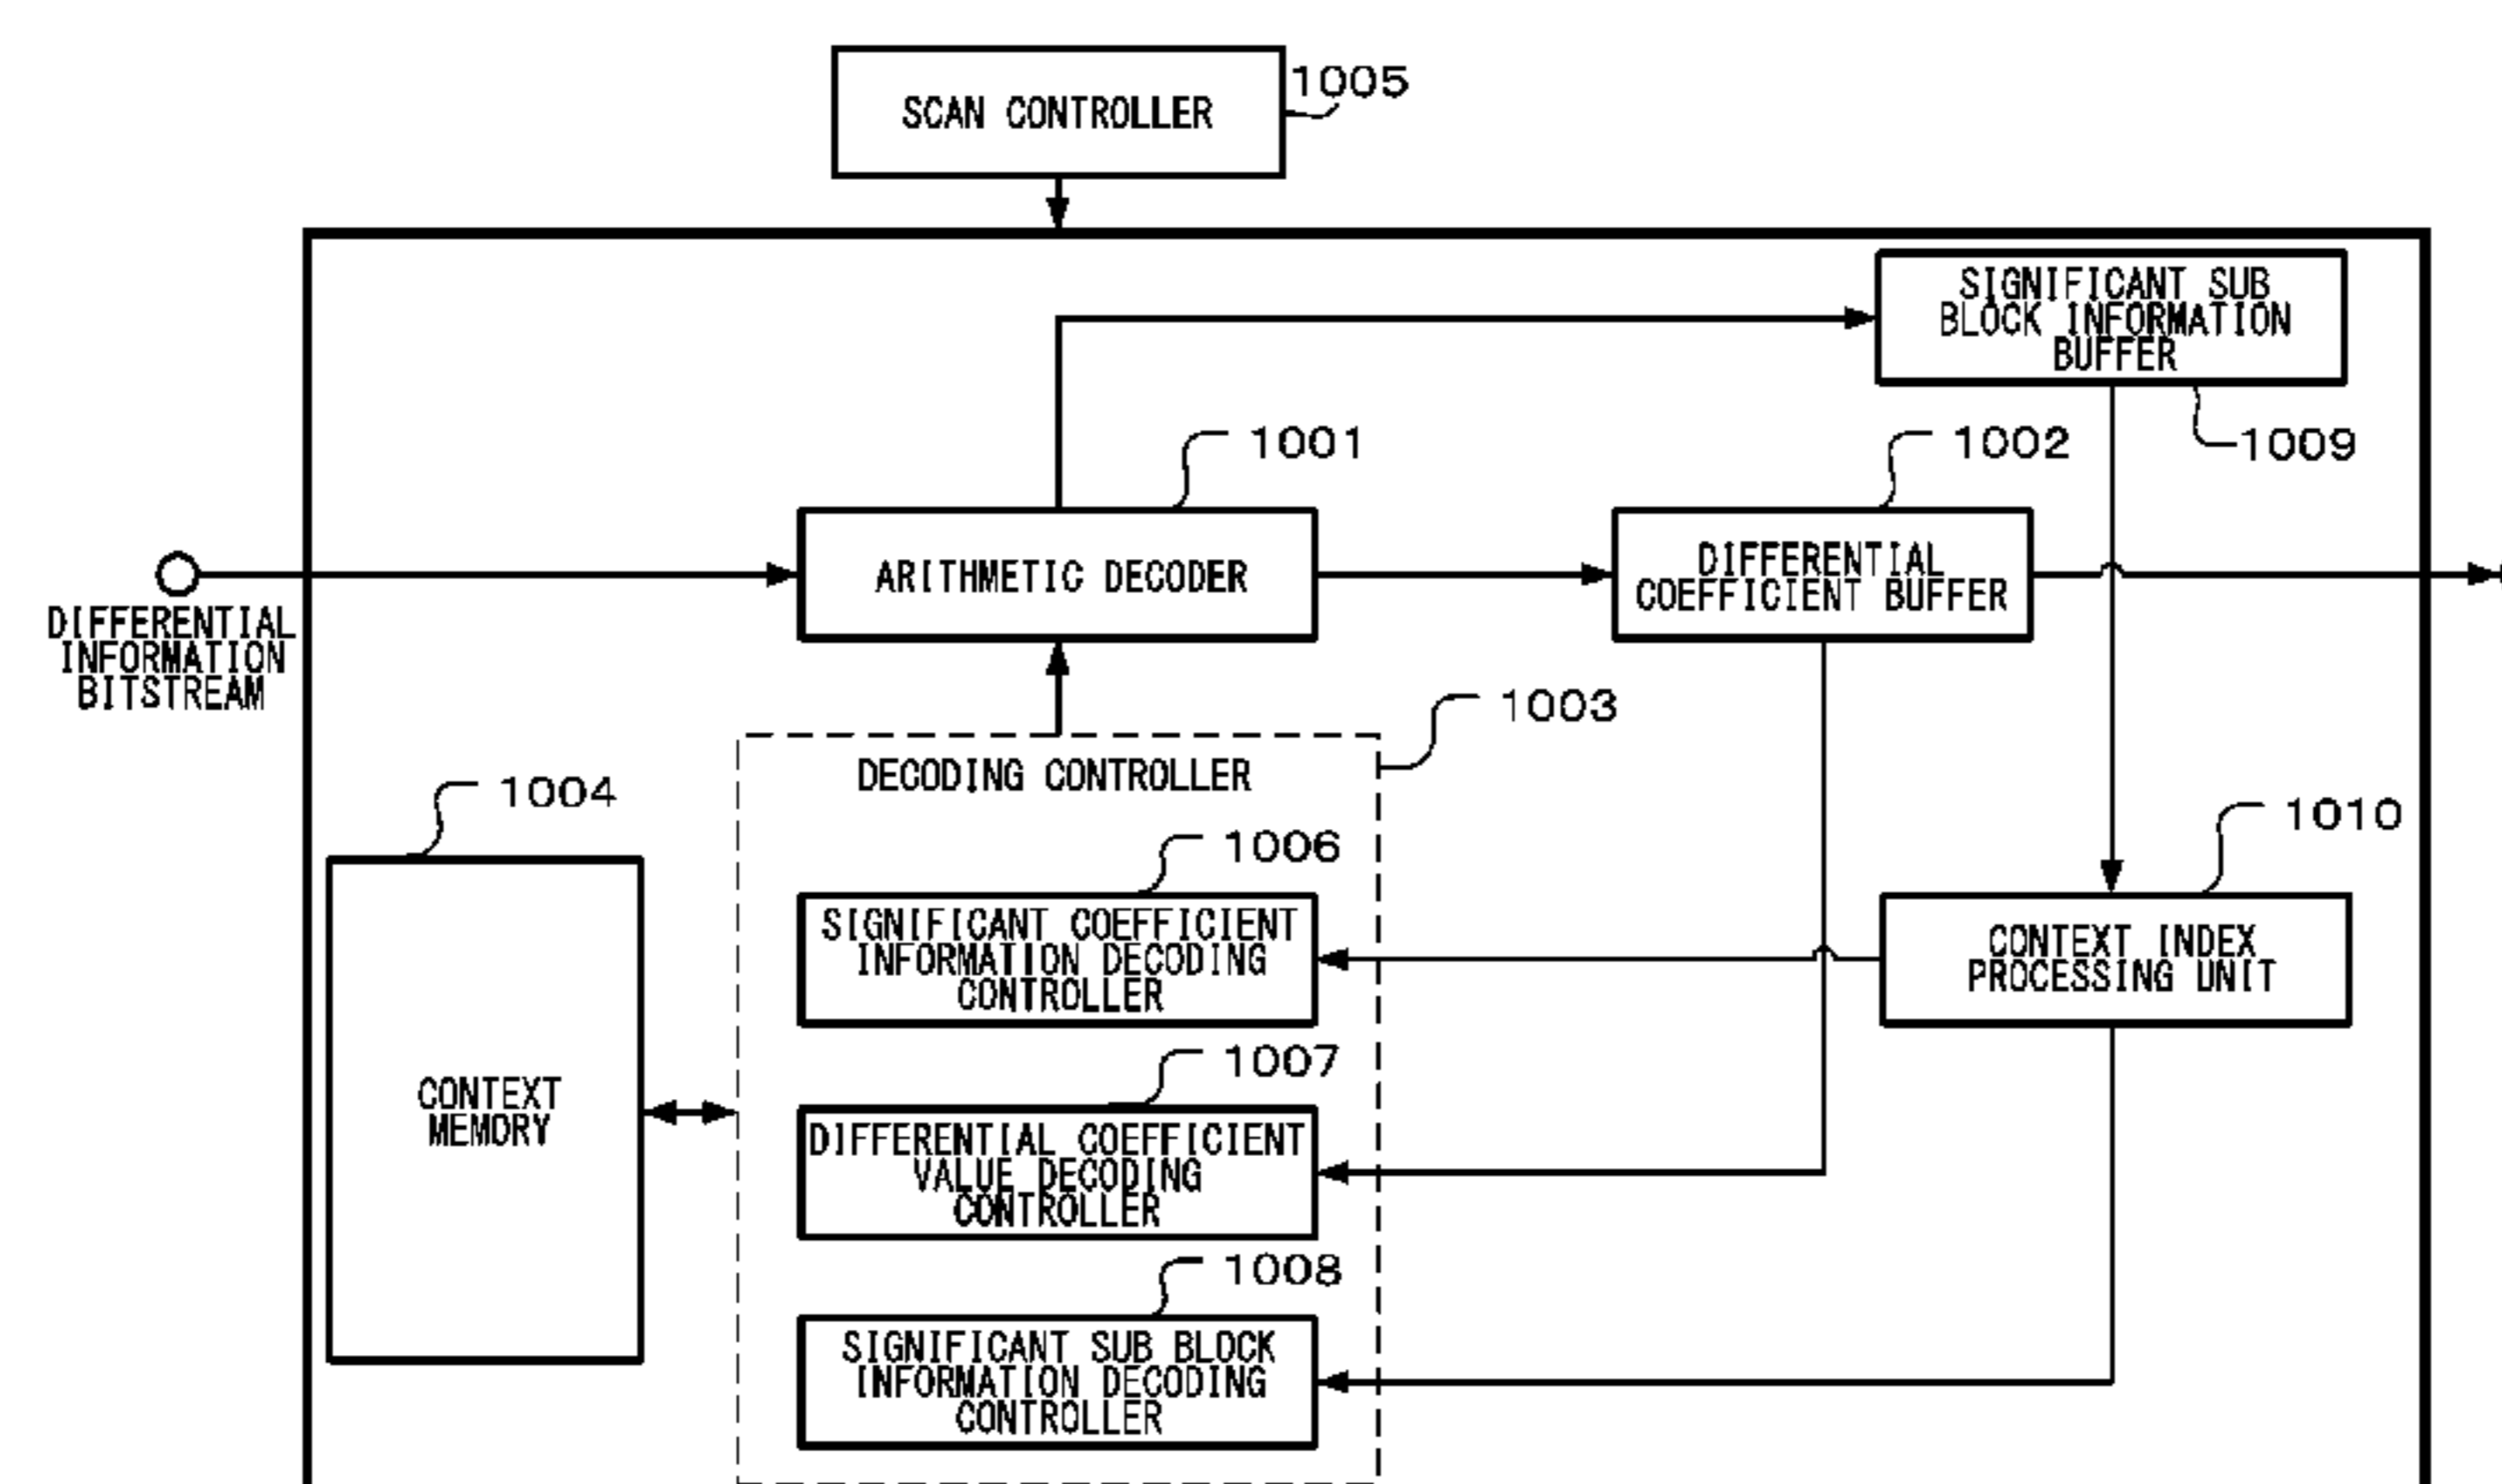 SCAN CONTROLLER
1005
SIGNIFICANT SUB
BLOCK INFORMATION
BUFFER
1009
1001
1002
ARITHMETIC DECODER
DIFFERENTIAL
COEFFICIENT BUFFER
DIFFERENTIAL
INFORMATION
BITSTREAM
1003
DECODING CONTROLLER
1004
1010
1006
SIGNIFICANT COEFFICIENT
INFORMATION DECODING
CONTROLLER
CONTEXT INDEX
PROCESSING UNIT
1007
CONTEXT
MEMORY
DIFFERENTIAL COEFFICIENT
VALUE DECODING
CONTROLLER
1008
SIGNIFICANT SUB BLOCK
INFORMATION DECODING
CONTROLLER